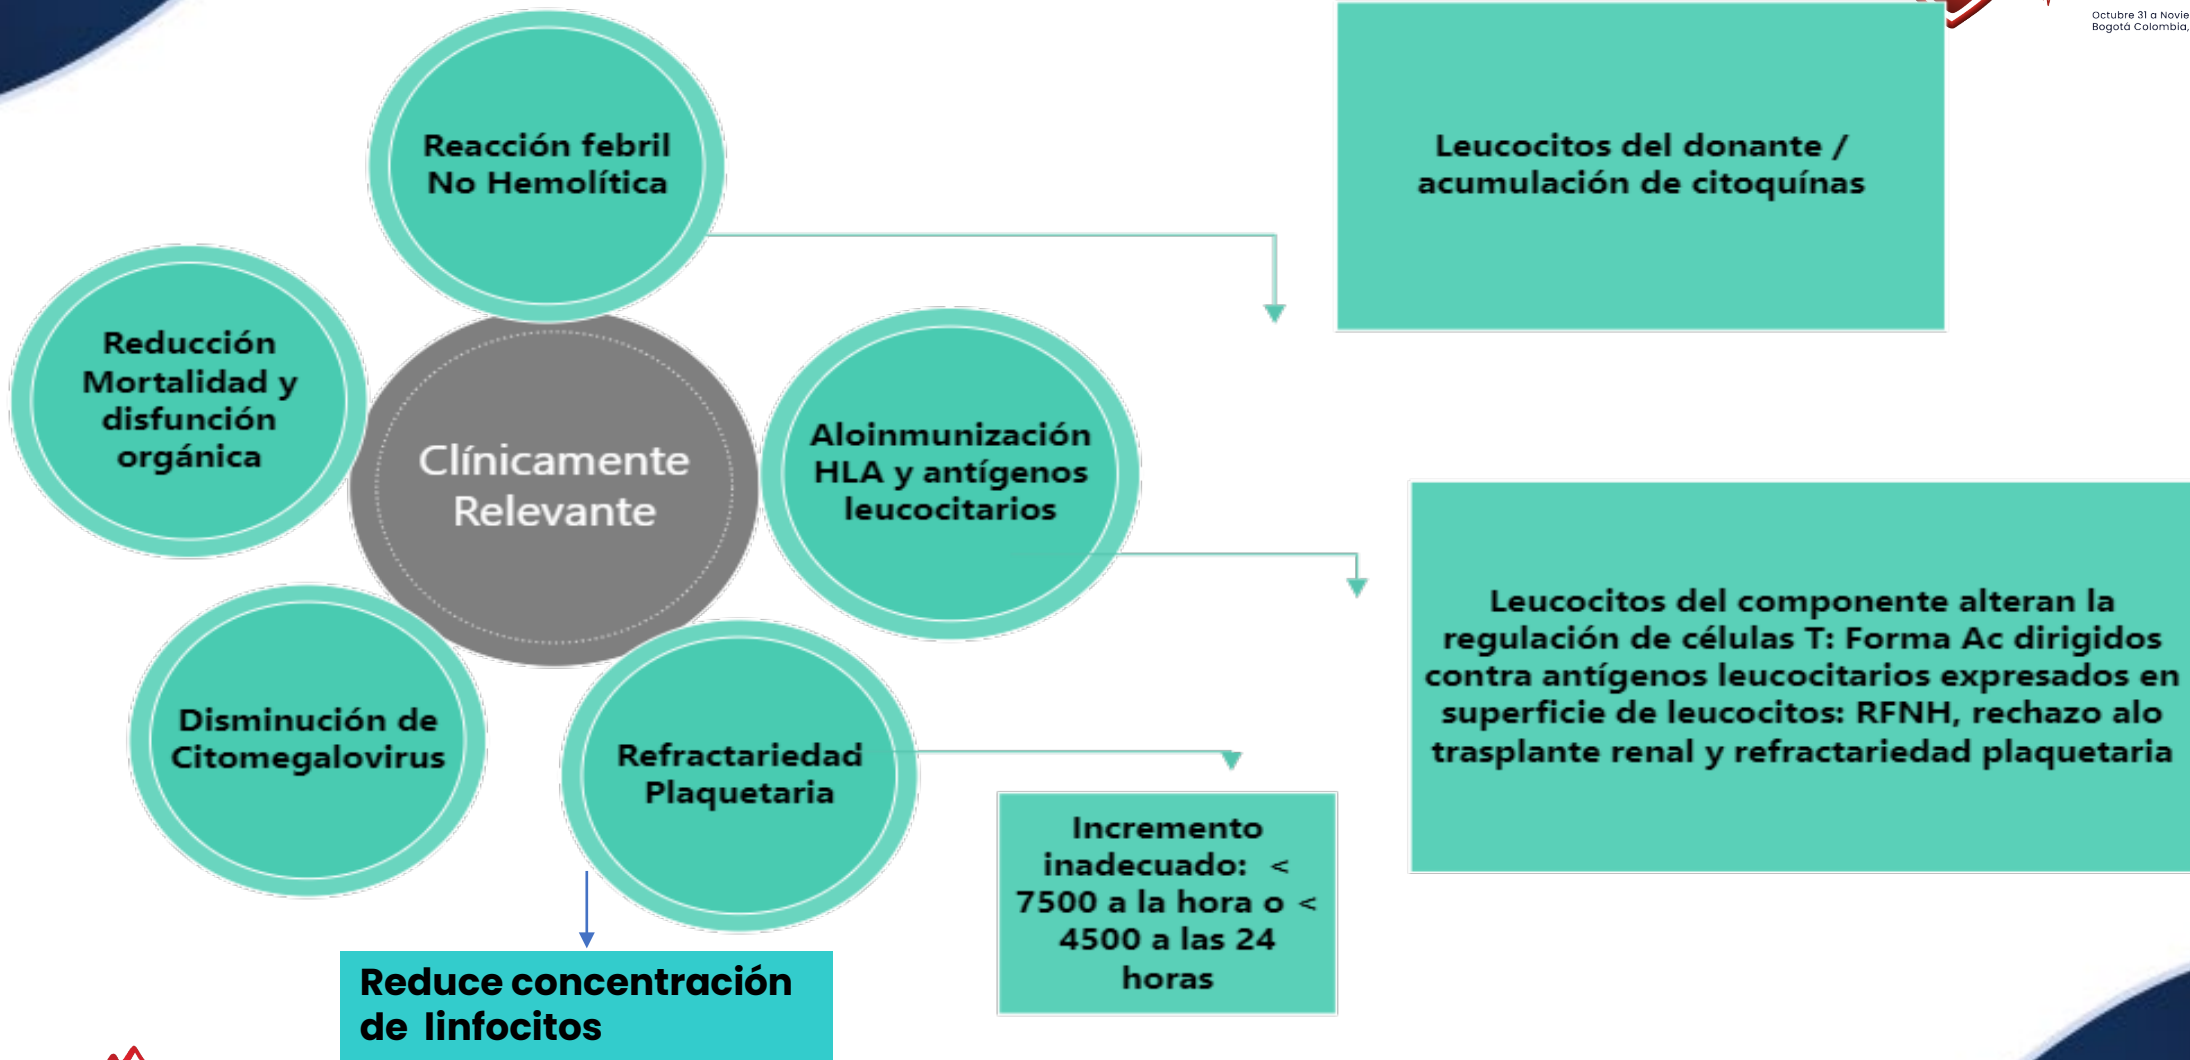 Octubre 31 a Novie
Bogotá Colombia,
Reacción febril
No Hemolítica
Leucocitos del donante /
acumulación de citoquínas
Reducción
Mortalidad y
disfunción
orgánica
Clínicamente
Relevante
Aloinmunización
HLA y antígenos
leucocitarios
Leucocitos del componente alteran la
regulación de células T: Forma Ac dirigidos
contra antígenos leucocitarios expresados en
superficie de leucocitos: RFNH, rechazo alo
trasplante renal y refractariedad plaquetaria
Disminución de
Citomegalovirus
Refractariedad
Plaquetaria
Incremento
inadecuado: <
7500 a la hora o <
4500 a las 24
horas
Reduce concentración
de linfocitos